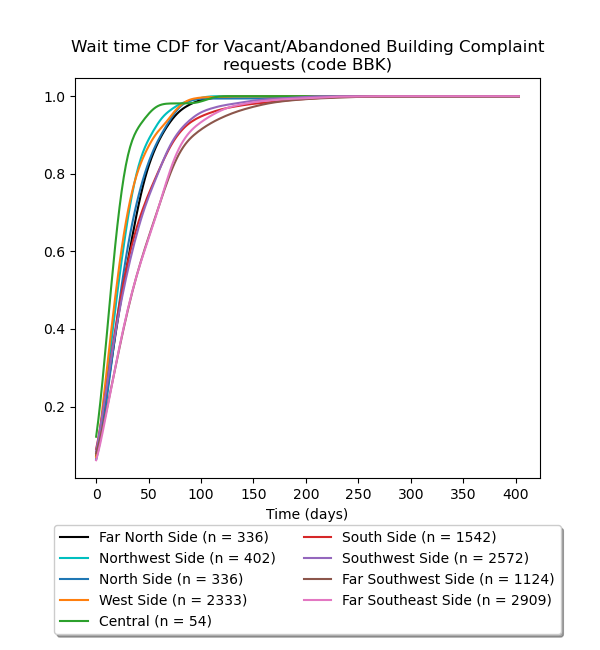 Wait time CDF for Vacant/Abandoned Building Complaint
requests (code BBK)
1.0
0.8
0.6
0.4
0.2
0 50 100 150 200 250 300 350 400
Time (days)
Far North Side (n = 336)
Northwest Side (n = 402)
North Side (n = 336)
West Side (n = 2333)
Central (n = 54)
South Side (n = 1542)
Southwest Side (n = 2572)
Far Southwest Side (n = 1124)
Far Southeast Side (n = 2909)